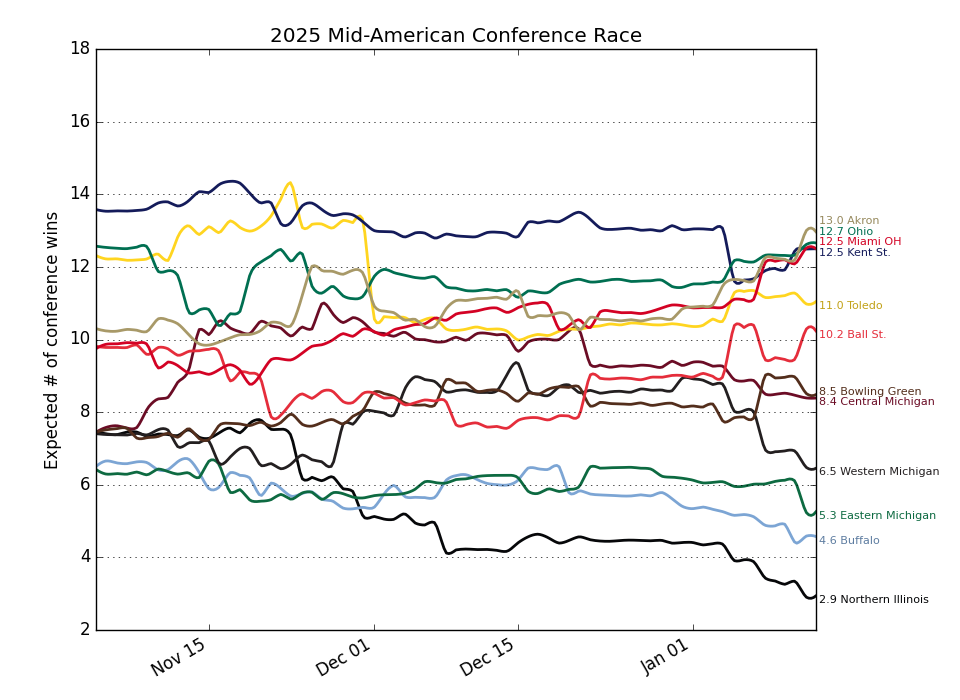 2025 Mid-American Conference Race
Expected # of conference wins
18
16
14
12
10
8
6
4
2
Nov 15
Dec 01
Dec 15
Jan 01
13.0 Akron
12.7 Ohio
12.5 Miami OH
12.5 Kent St.
11.0 Toledo
10.2 Ball St.
8.5 Bowling Green
8.4 Central Michigan
6.5 Western Michigan
5.3 Eastern Michigan
4.6 Buffalo
2.9 Northern Illinois